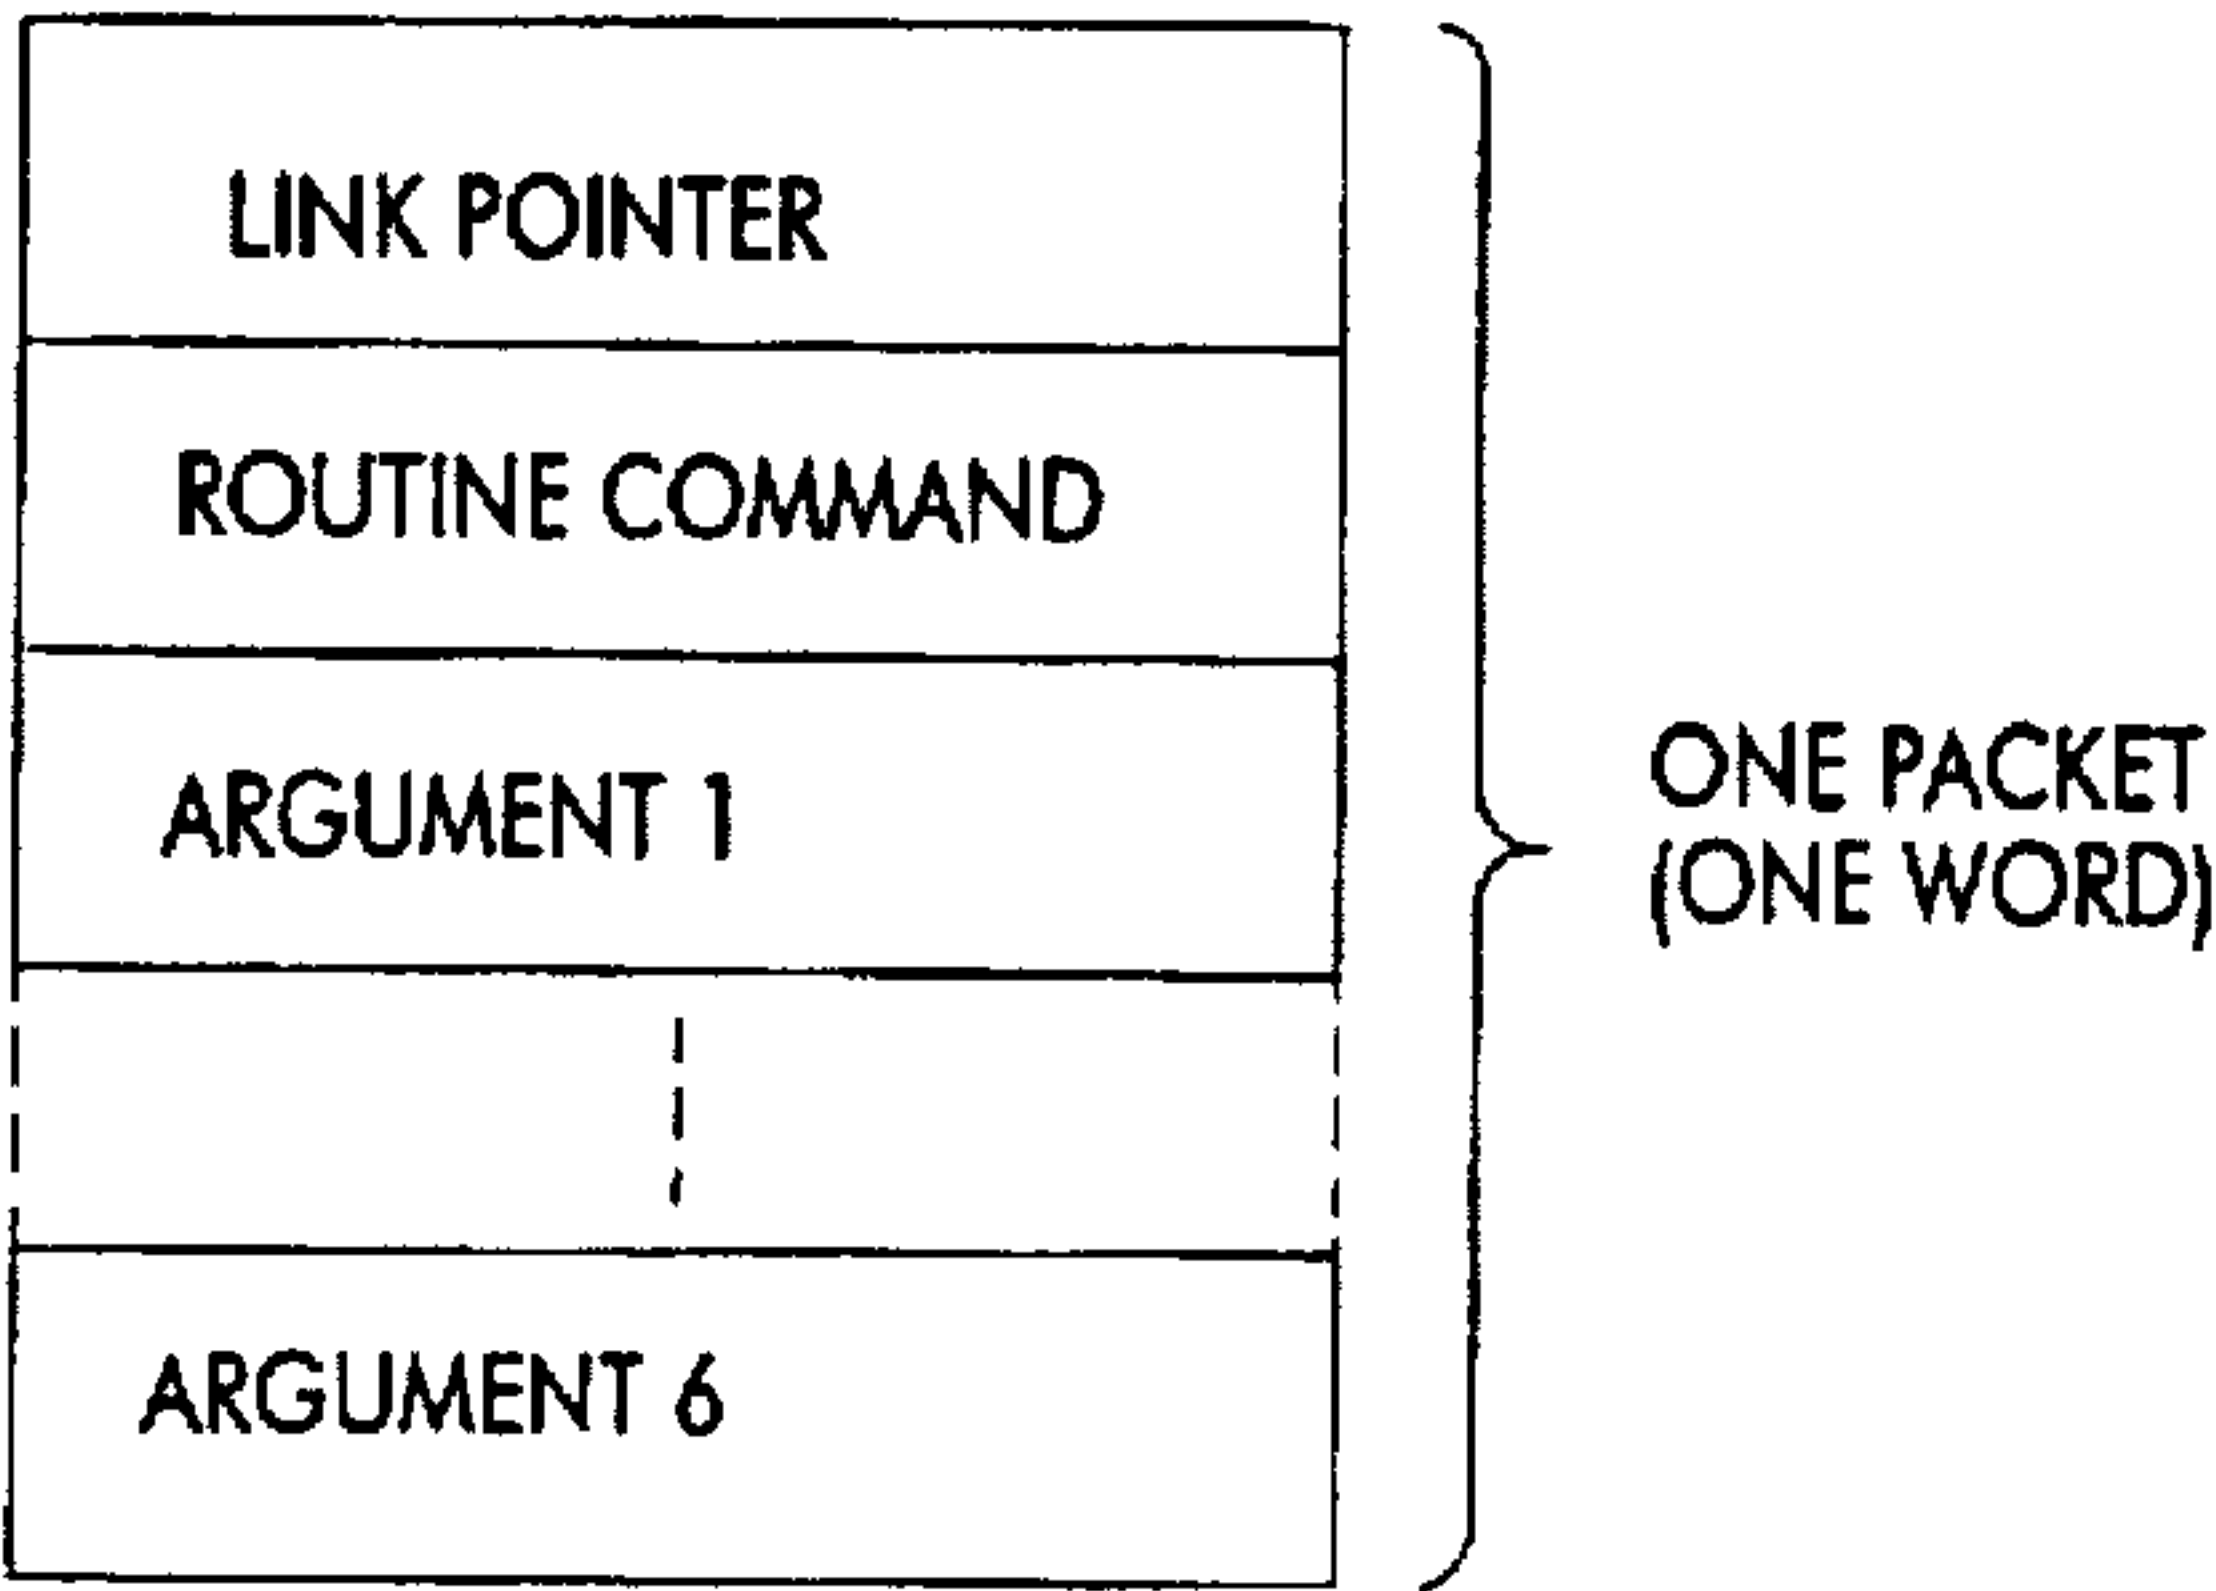 LINK POINTER
ROUTINE COMMAND
ARGUMENT 1
ARGUMENT 6
ONE PACKET
(ONE WORD)